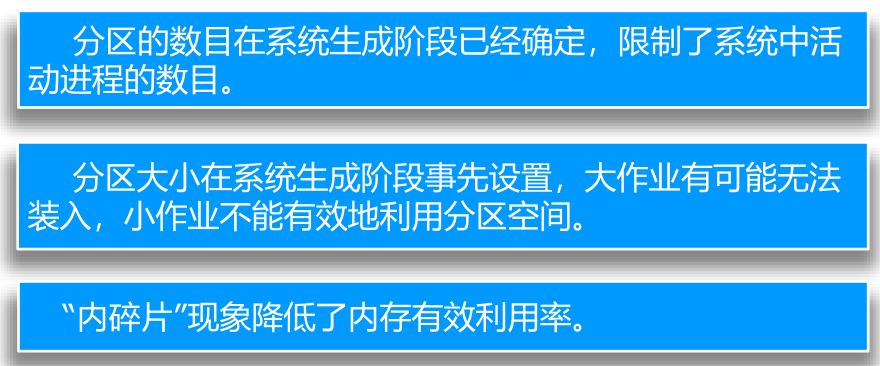 分区的数目在系统生成阶段已经确定，限制了系统中活
动进程的数目。
分区大小在系统生成阶段事先设置，大作业有可能无法
装入，小作业不能有效地利用分区空间。
“内碎片”现象降低了内存有效利用率。